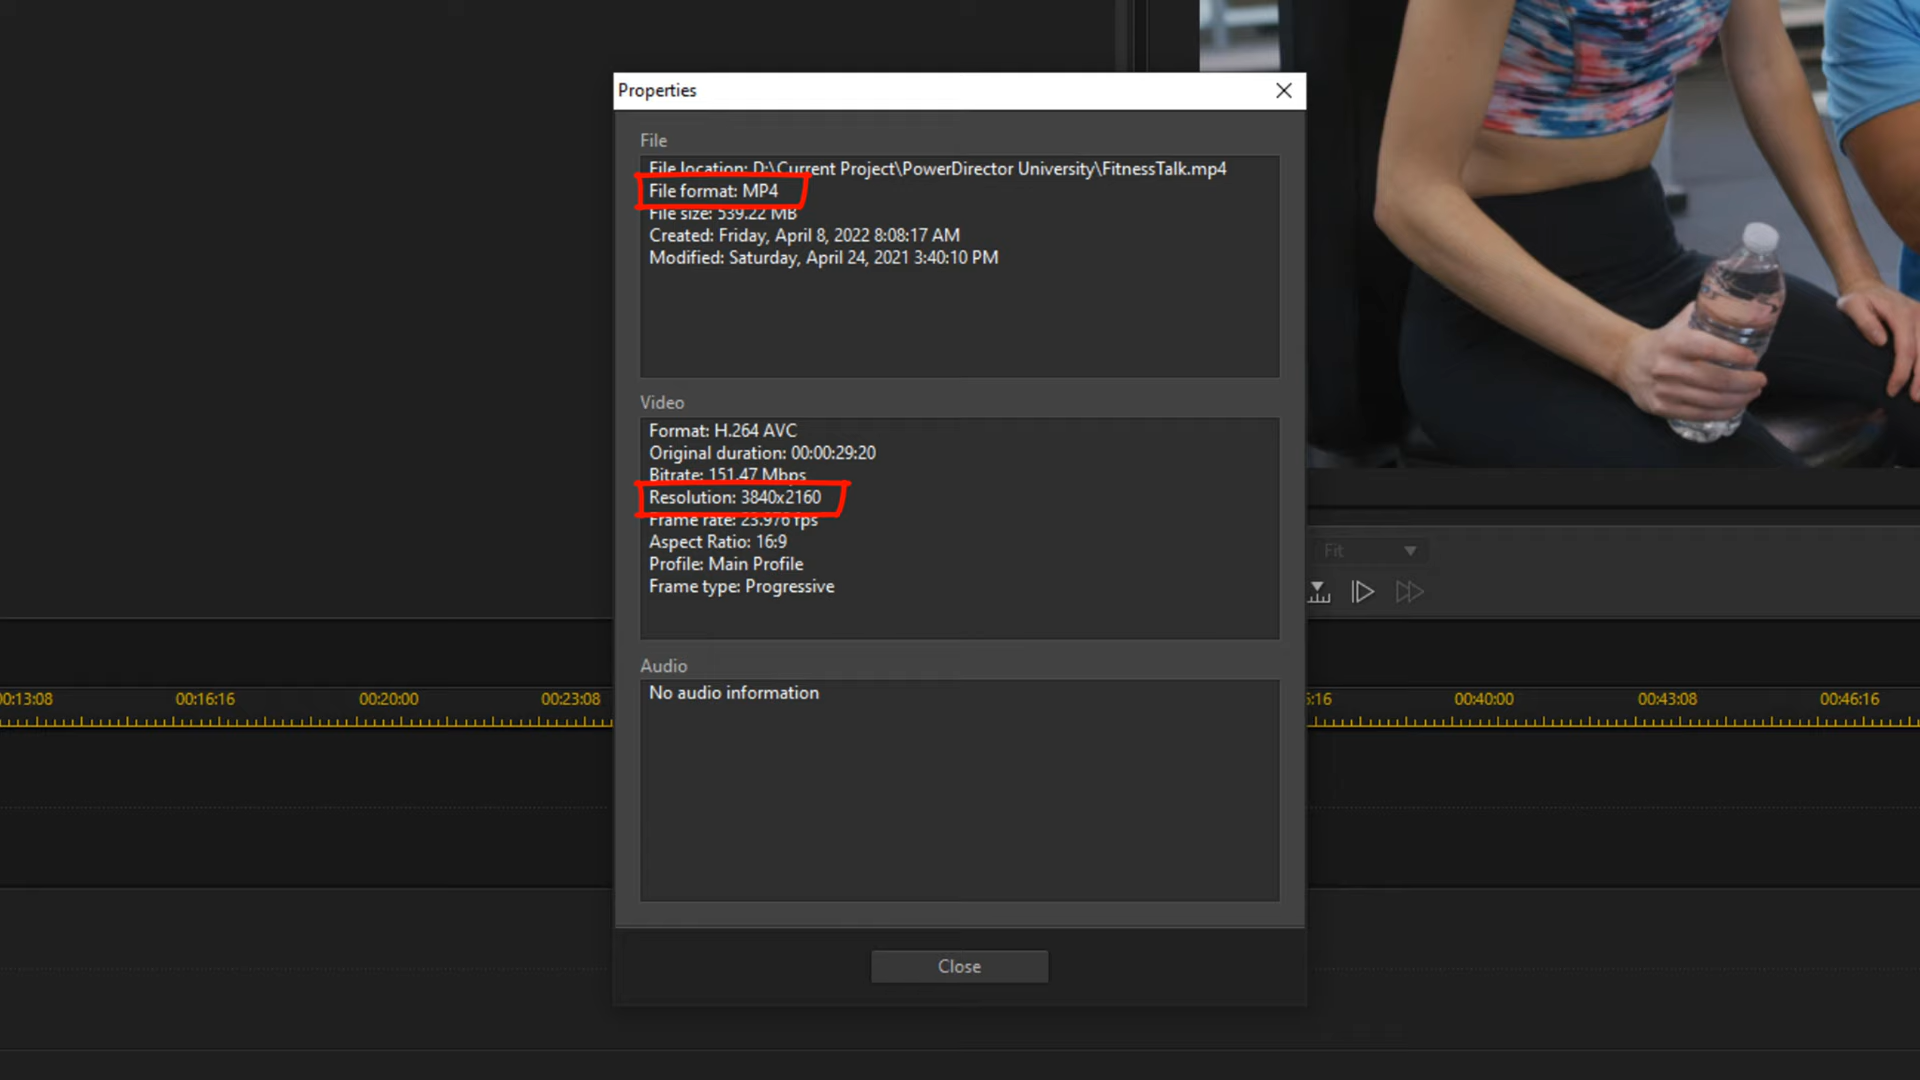 Properties
File
File location: D:\Current Project\PowerDirector University\FitnessTalk.mp4
File format: MP4
File size: 539.22 MB
Created: Friday, April 8, 2022 8:08:17 AM
Modified: Saturday, April 24, 2021 3:40:10 PM
Video
Format: H.264 AVC
Original duration: 00:00:29:20
Bitrate: 151.47 Mbps
Resolution: 3840x2160
Frame rate: 23.976 fps
Aspect Ratio: 16:9
Profile: Main Profile
Frame type: Progressive
Fit
Audio
No audio information
00:13:08 00:16:16 00:20:00 00:23:08 5:16 00:40:00 00:43:08 00:46:16
Close